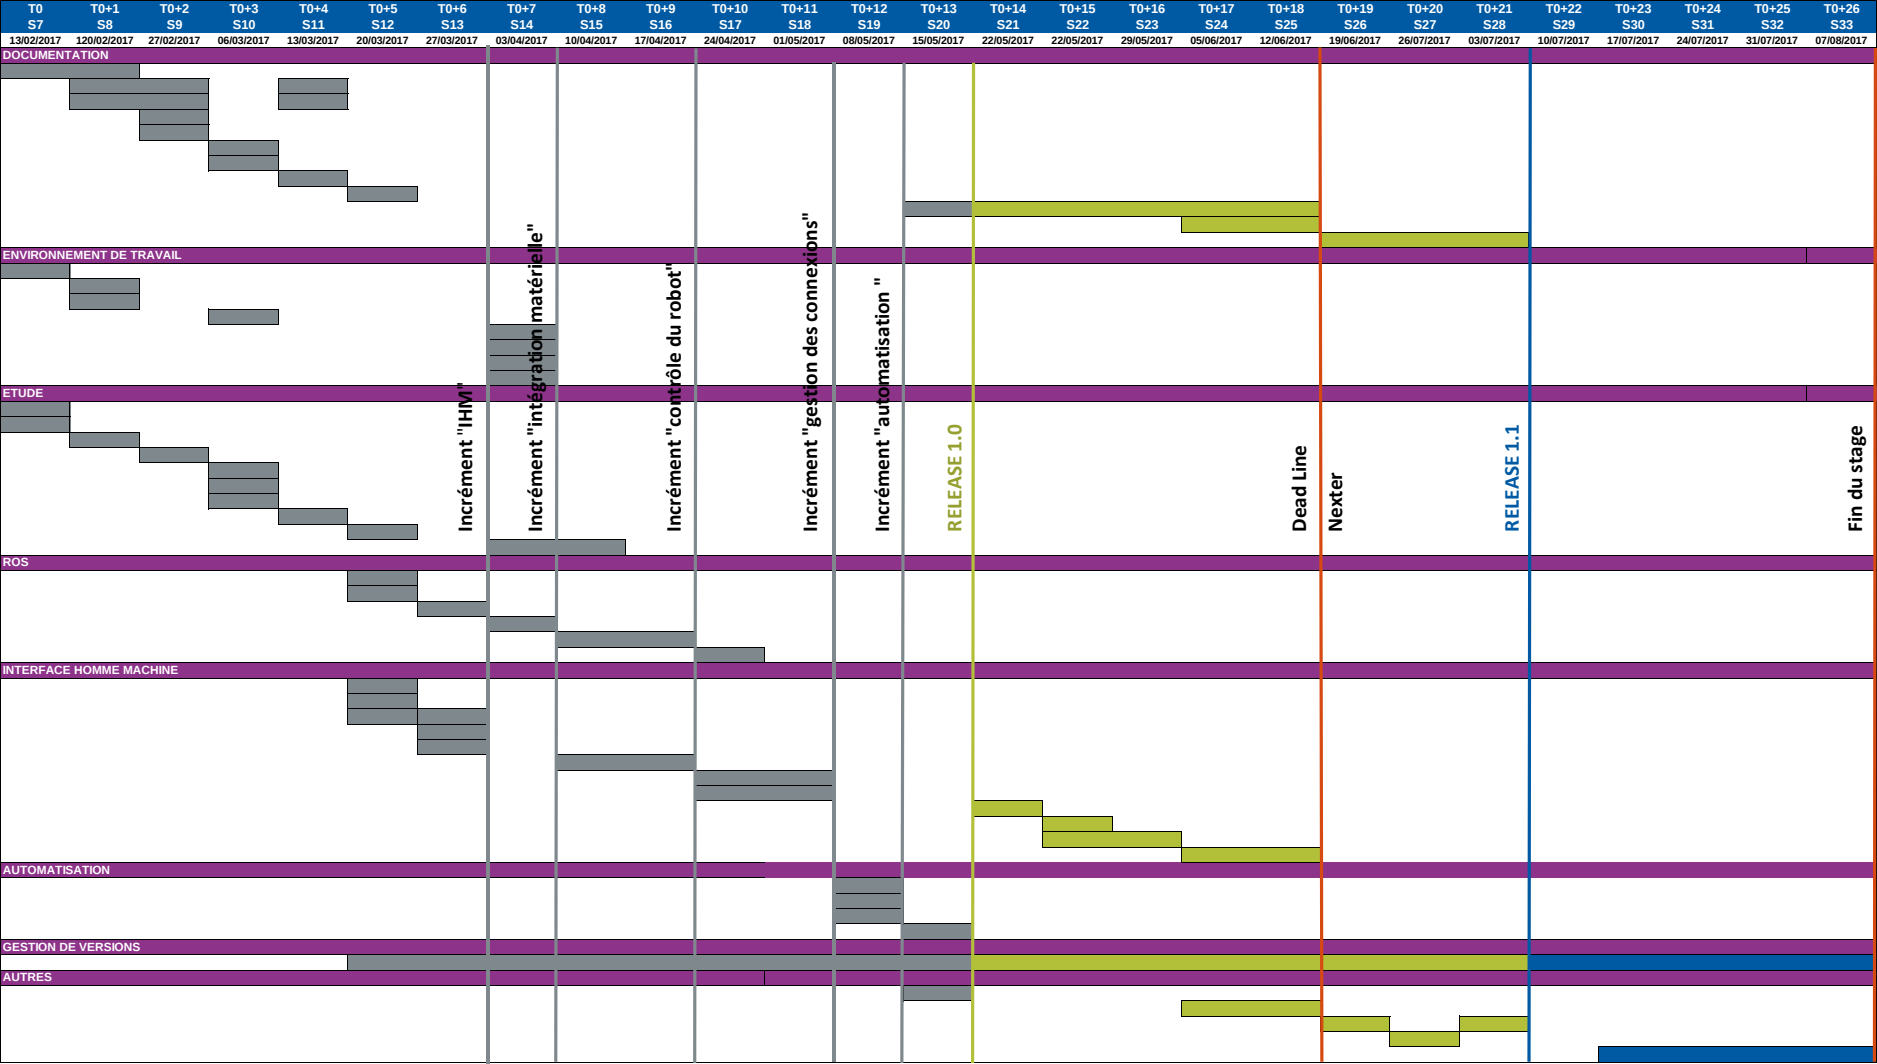 T0 T0+1 T0+2 T0+3 T0+4 T0+5 T0+6 T0+7 T0+8 T0+9 T0+10 T0+11 T0+12 T0+13 T0+14 T0+15 T0+16 T0+17 T0+18 T0+19 T0+20 T0+21 T0+22 T0+23 T0+24 T0+25 T0+26
S7 S8 S9 S10 S11 S12 S13 S14 S15 S16 S17 S18 S19 S20 S21 S22 S23 S24 S25 S26 S27 S28 S29 S30 S31 S32 S33
13/02/2017 120/02/2017 27/02/2017 06/03/2017 13/03/2017 20/03/2017 27/03/2017 03/04/2017 10/04/2017 17/04/2017 24/04/2017 01/05/2017 08/05/2017 15/05/2017 22/05/2017 22/05/2017 29/05/2017 05/06/2017 12/06/2017 19/06/2017 26/07/2017 03/07/2017 10/07/2017 17/07/2017 24/07/2017 31/07/2017 07/08/2017
DOCUMENTATION
ENVIRONNEMENT DE TRAVAIL
ETUDE
Incrément "IHM"
Incrément "intégration matérielle"
Incrément "contrôle du robot"
Incrément "gestion des connexions"
Incrément "automatisation "
RELEASE 1.0
Dead Line
Nexter
RELEASE 1.1
Fin du stage
ROS
INTERFACE HOMME MACHINE
AUTOMATISATION
GESTION DE VERSIONS
AUTRES